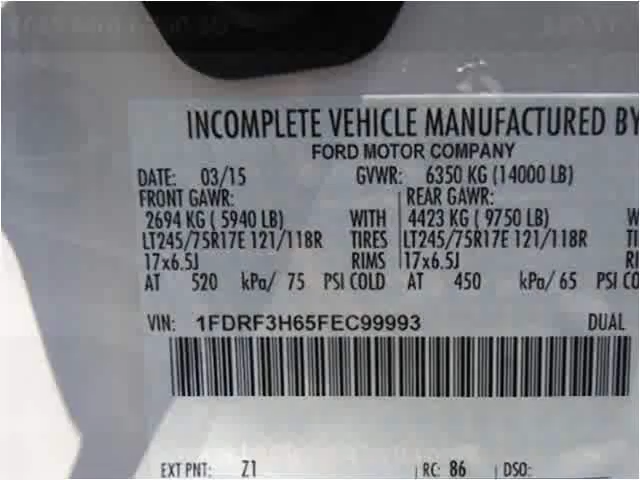 INCOMPLETE VEHICLE MANUFACTURED BY
FORD MOTOR COMPANY
DATE: 03/15 GVWR: 6350 KG (14000 LB)
FRONT GAWR: REAR GAWR:
2694 KG ( 5940 LB) WITH 4423 KG ( 9750 LB) W
LT245/75R17E 121/118R TIRES LT245/75R17E 121/118R TI
17x6.5J RIMS 17x6.5J RI
AT 520 kPa/ 75 PSI COLD AT 450 kPa/ 65 PSI CO
VIN: 1FDRF3H65FEC99993 DUAL
EXT PNT: Z1 RC: 86 DSO: